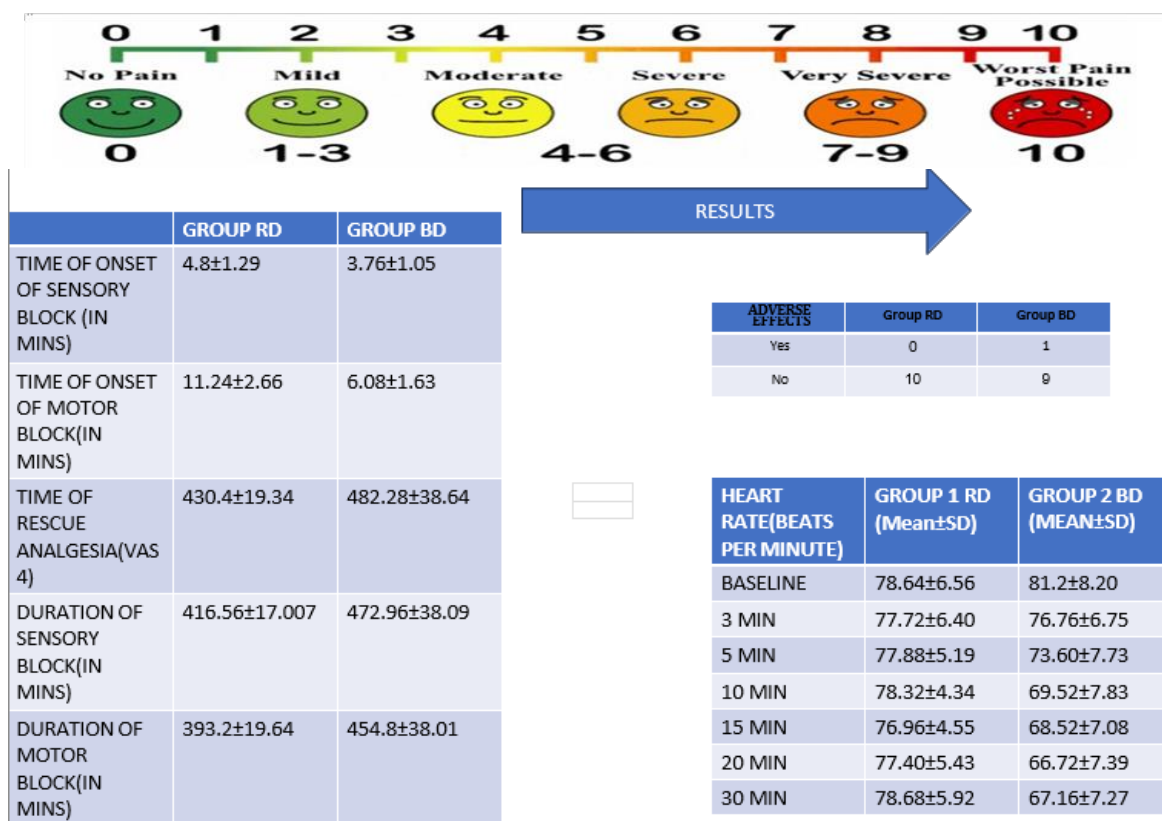 0 1 2 3 4 5 6 7 8 9 10
No Pain Mild Moderate Severe Very Severe Worst Pain
Possible
0 1-3 4-6 7-9 10
RESULTS
GROUP RD GROUP BD
TIME OF ONSET 4.8±1.29 3.76±1.05
OF SENSORY
BLOCK (IN
MINS)
TIME OF ONSET 11.24±2.66 6.08±1.63
OF MOTOR
BLOCK(IN
MINS)
TIME OF 430.4±19.34 482.28±38.64
RESCUE
ANALGESIA(VAS
4)
DURATION OF 416.56±17.007 472.96±38.09
SENSORY
BLOCK(IN
MINS)
DURATION OF 393.2±19.64 454.8±38.01
MOTOR
BLOCK(IN
MINS)
ADVERSE
EFFECTS Group RD Group BD
Yes 0 1
No 10 9
HEART GROUP 1 RD GROUP 2 BD
RATE(BEATS (Mean±SD) (MEAN±SD)
PER MINUTE)
BASELINE 78.64±6.56 81.2±8.20
3 MIN 77.72±6.40 76.76±6.75
5 MIN 77.88±5.19 73.60±7.73
10 MIN 78.32±4.34 69.52±7.83
15 MIN 76.96±4.55 68.52±7.08
20 MIN 77.40±5.43 66.72±7.39
30 MIN 78.68±5.92 67.16±7.27